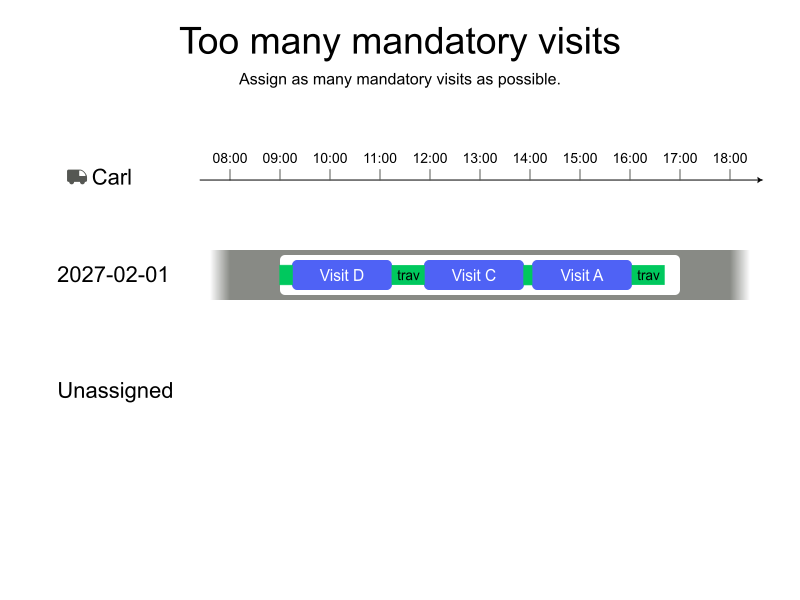 Too many mandatory visits
Assign as many mandatory visits as possible.
08:00 09:00 10:00 11:00 12:00 13:00 14:00 15:00 16:00 17:00 18:00
Carl
2027-02-01 Visit D trav Visit C Visit A trav
Unassigned